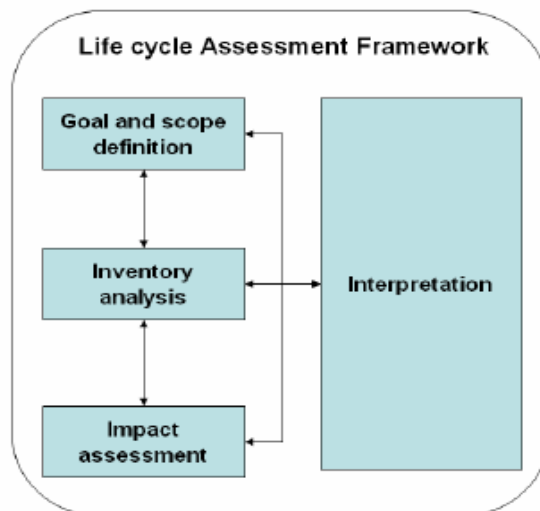 Life cycle Assessment Framework
Goal and scope
definition
Inventory
analysis
Interpretation
Impact
assessment